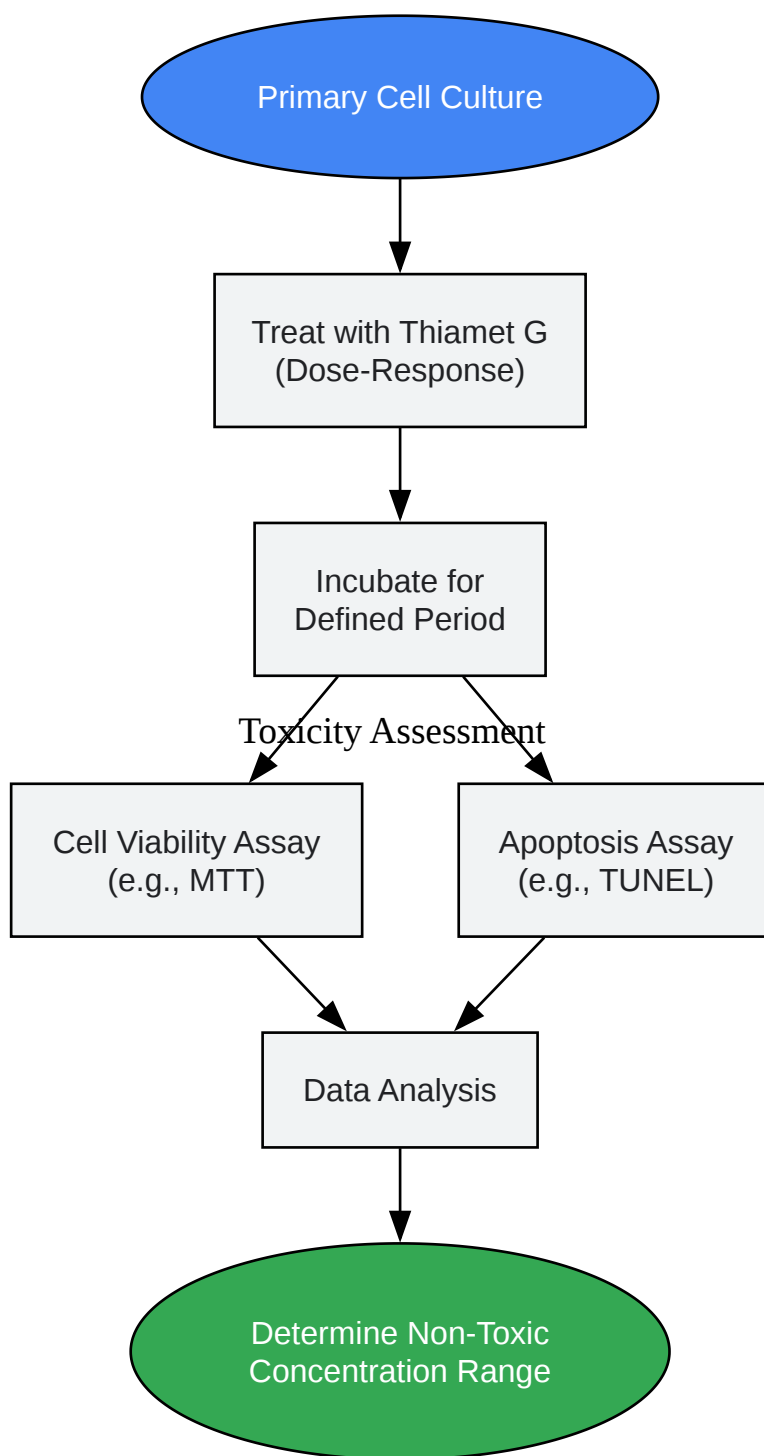 Primary Cell Culture
Treat with Thiamet G
(Dose-Response)
Incubate for
Defined Period
Toxicity Assessment
Cell Viability Assay
(e.g., MTT)
Apoptosis Assay
(e.g., TUNEL)
Data Analysis
Determine Non-Toxic
Concentration Range